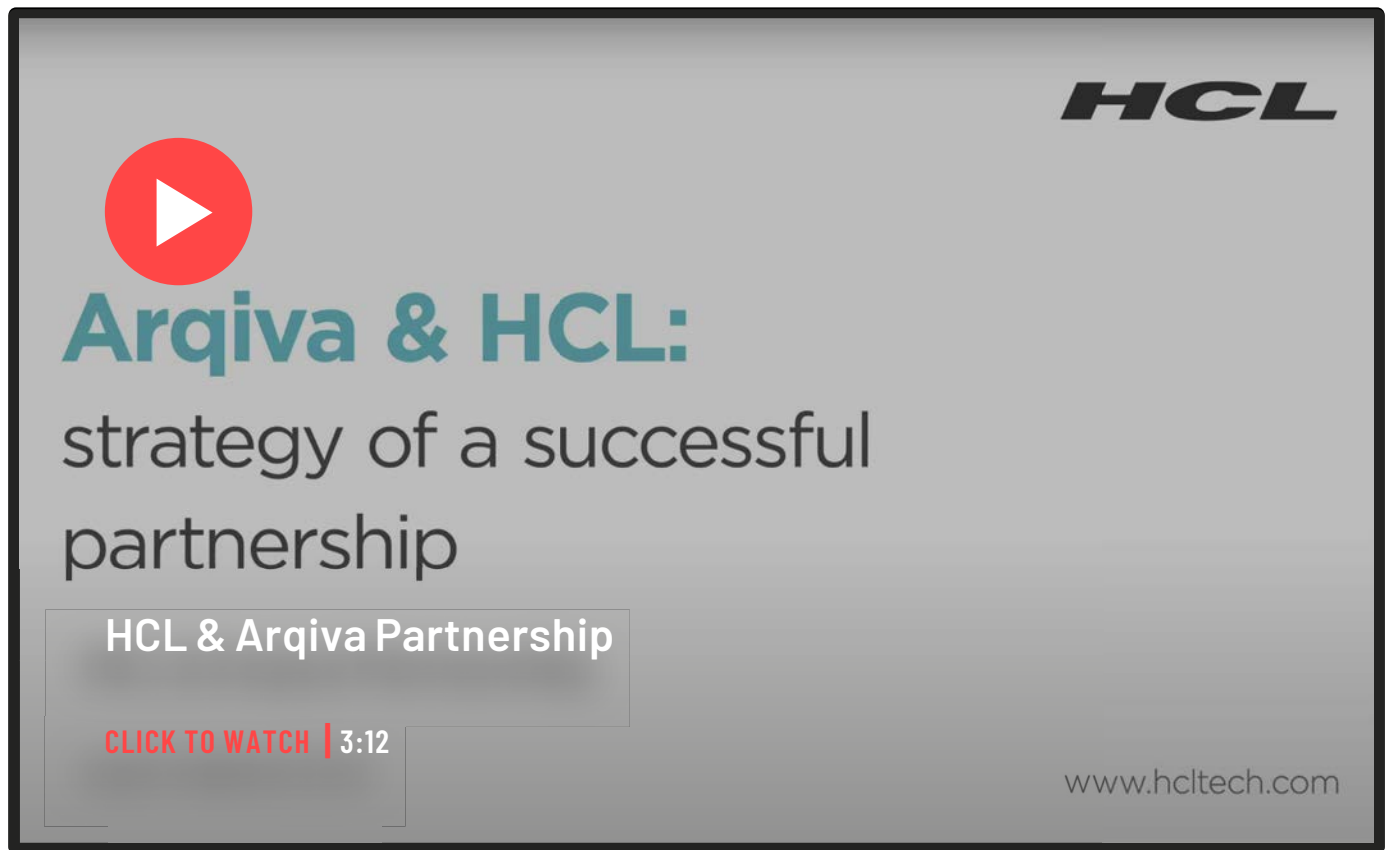 HCL
Arqiva & HCL:
strategy of a successful
partnership
HCL & Arqiva Partnership
CLICK TO WATCH | 3:12
www.hcltech.com